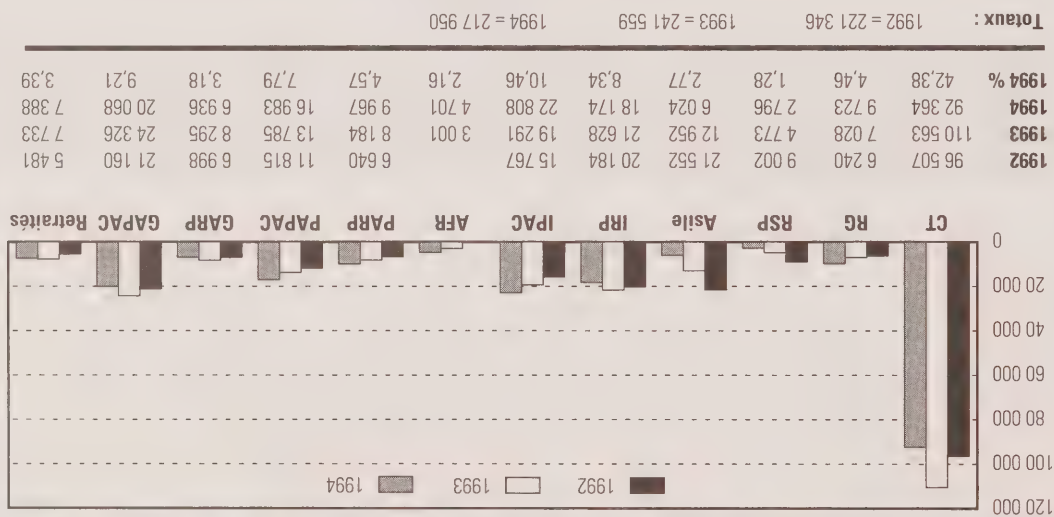 120 000
1992 1993 1994
100 000
80 000
60 000
40 000
20 000
0
CT RG RSP Asile IRP IPAC AFR PARP PAPAC GARP GAPAC Retraités
1992 96 507 6 240 9 002 21 552 20 184 15 767 6 640 11 815 6 998 21 160 5 481
1993 110 563 7 028 4 773 12 952 21 628 19 291 3 001 8 184 13 785 8 295 24 326 7 733
1994 92 364 9 723 2 796 6 024 18 174 22 808 4 701 9 967 16 983 6 936 20 068 7 388
1994 % 42,38 4,46 1,28 2,77 8,34 10,46 2,16 4,57 7,79 3,18 9,21 3,39
Totaux : 1992 = 221 346 1993 = 241 559 1994 = 217 950